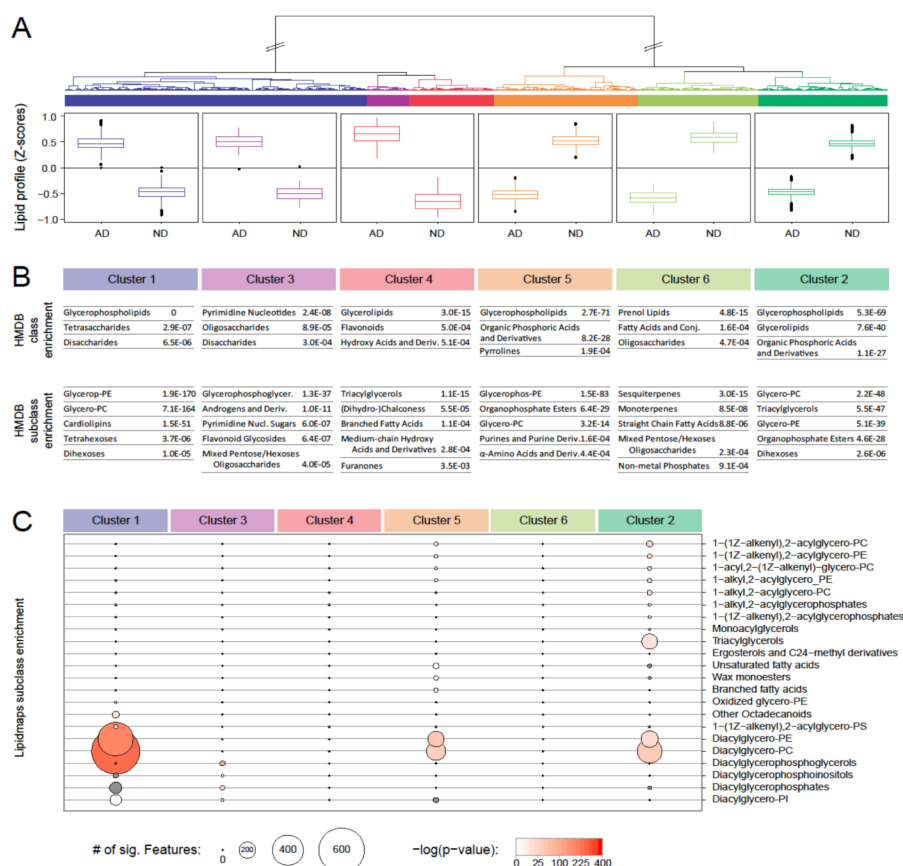 A
Lipid profile (Z-scores)
1.0
0.5
0.0
−0.5
−1.0
AD ND AD ND AD ND AD ND AD ND AD ND
B
Cluster 1 Cluster 3 Cluster 4 Cluster 5 Cluster 6 Cluster 2
HMDB class enrichment
Glycerophospholipids 0
Tetrasaccharides 2.9E-07
Disaccharides 6.5E-06
Pyrimidine Nucleotides 2.4E-08
Oligosaccharides 8.9E-05
Disaccharides 3.0E-04
Glycerolipids 3.0E-15
Flavonoids 5.0E-04
Hydroxy Acids and Deriv. 5.1E-04
Glycerophospholipids 2.7E-71
Organic Phosphoric Acids
and Derivatives 8.2E-28
Pyrrolines 1.9E-04
Prenol Lipids 4.8E-15
Fatty Acids and Conj. 1.6E-04
Oligosaccharides 4.7E-04
Glycerophospholipids 5.3E-69
Glycerolipids 7.6E-40
Organic Phosphoric Acids
and Derivatives 1.1E-27
HMDB subclass enrichment
Glycerop-PE 1.9E-170
Glycero-PC 7.1E-164
Cardiolipins 1.5E-51
Tetrahexoses 3.7E-06
Dihexoses 1.0E-05
Glycerophosphoglycer. 1.3E-37
Androgens and Deriv. 1.0E-11
Pyrimidine Nucl. Sugars 6.0E-07
Flavonoid Glycosides 6.4E-07
Mixed Pentose/Hexoses
Oligosaccharides 4.0E-05
Triacylglycerols 1.1E-15
(Dihydro-)Chalconess 5.5E-05
Branched Fatty Acids 1.1E-04
Medium-chain Hydroxy
Acids and Derivatives 2.8E-04
Furanones 3.5E-03
Glycerophos-PE 1.5E-83
Organophosphate Esters 6.4E-29
Glycero-PC 3.2E-14
Purines and Purine Deriv. 1.6E-04
α-Amino Acids and Deriv. 4.4E-04
Sesquiterpenes 3.0E-15
Monoterpenes 8.5E-08
Straight Chain Fatty Acids 8.8E-06
Mixed Pentose/Hexoses
Oligosaccharides 2.3E-04
Non-metal Phosphates 9.1E-04
Glycero-PC 2.2E-48
Triacylglycerols 5.5E-47
Glycero-PE 5.1E-39
Organophosphate Esters 4.6E-28
Dihexoses 2.6E-06
C
Cluster 1 Cluster 3 Cluster 4 Cluster 5 Cluster 6 Cluster 2
Lipidmaps subclass enrichment
1−(1Z−alkenyl),2−acylglycero−PC
1−(1Z−alkenyl),2−acylglycero−PE
1−acyl,2−(1Z−alkenyl)−glycero−PC
1−alkyl,2−acylglycero_PE
1−alkyl,2−acylglycero−PC
1−alkyl,2−acylglycerophosphates
1−(1Z−alkenyl),2−acylglycerophosphates
Monoacylglycerols
Triacylglycerols
Ergosterols and C24−methyl derivatives
Unsaturated fatty acids
Wax monoesters
Branched fatty acids
Oxidized glycero−PE
Other Octadecanoids
1−(1Z−alkenyl),2−acylglycero−PS
Diacylglycero−PE
Diacylglycero−PC
Diacylglycerophosphoglycerols
Diacylglycerophosphoinositols
Diacylglycerophosphates
Diacylglycero−PI
# of sig. Features: 0 200 400 600
−log(p−value): 0 25 100 225 400